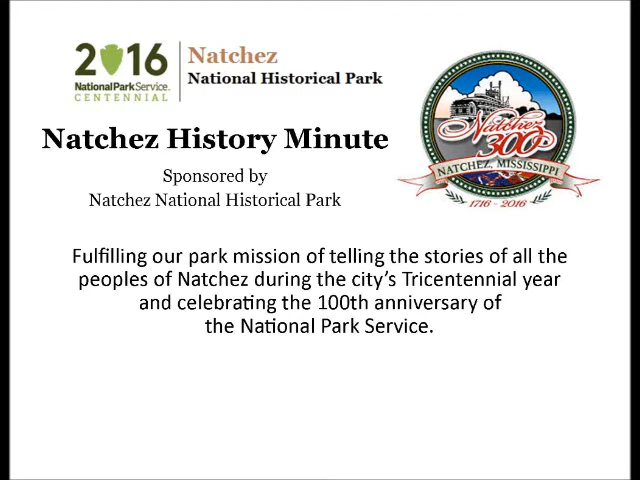 2016
National Park Service
CENTENNIAL
Natchez
National Historical Park
Natchez History Minute
Sponsored by
Natchez National Historical Park
Natchez
300
NATCHEZ, MISSISSIPPI
1716 - 2016
Fulfilling our park mission of telling the stories of all the
peoples of Natchez during the city's Tricentennial year
and celebrating the 100th anniversary of
the National Park Service.